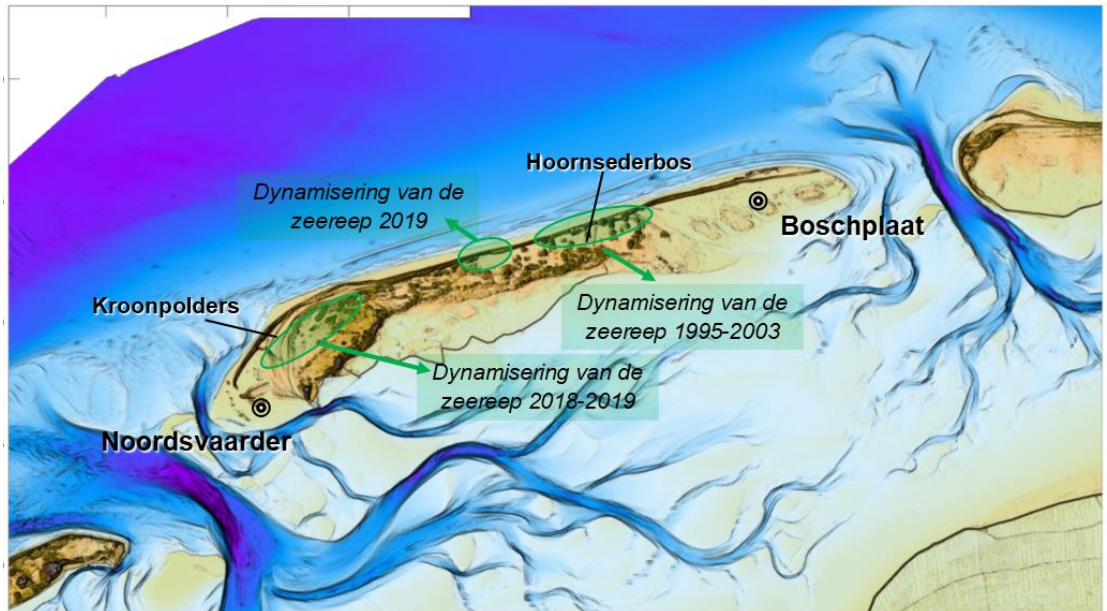 Hoornsederbos
Dynamisering van de
zeereep 2019
Boschplaat
Kroonpolders
Dynamisering van de
zeereep 1995-2003
Dynamisering van de
zeereep 2018-2019
Noordsvaarder